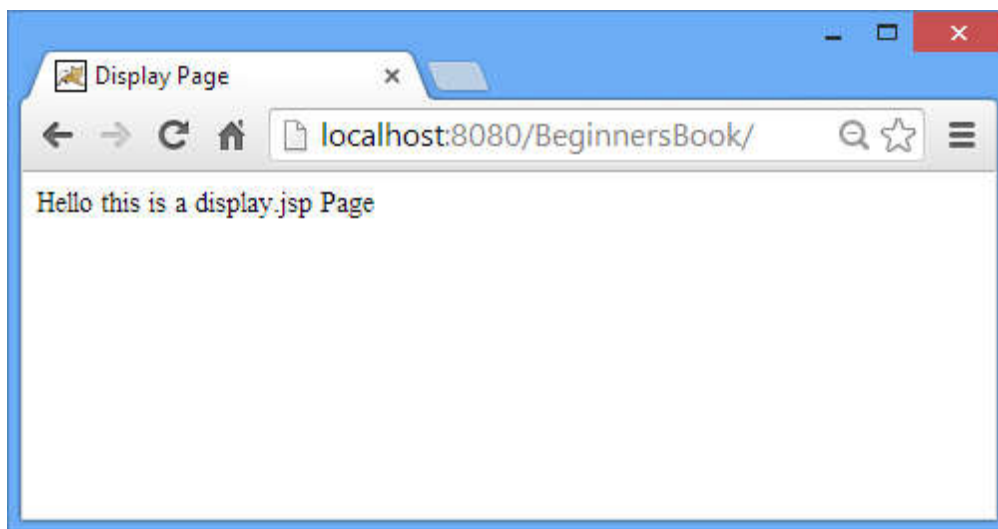 Display Page
localhost:8080/BeginnersBook/
Hello this is a display.jsp Page